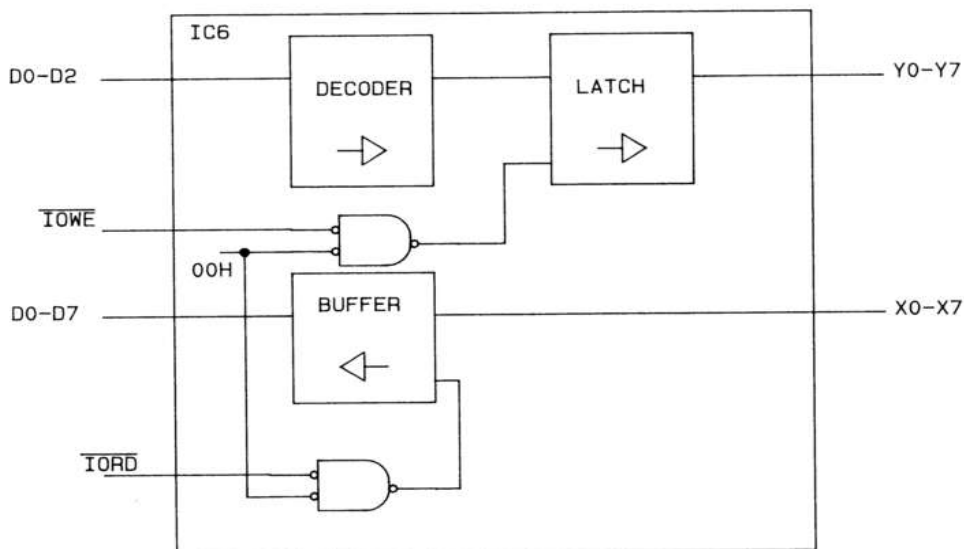 IC6
D0-D2
DECODER
LATCH
Y0-Y7
IOWE
00H
D0-D7
BUFFER
X0-X7
IORD